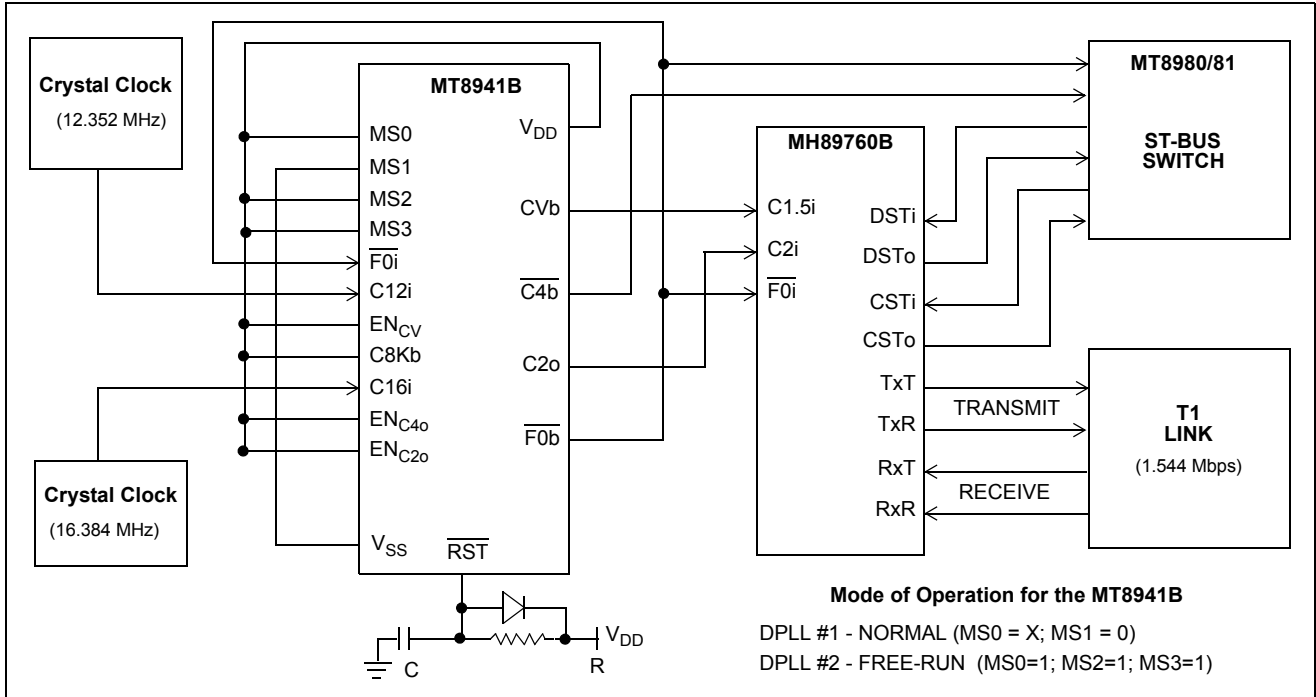 Crystal Clock
(12.352 MHz)
Crystal Clock
(16.384 MHz)
MT8941B
MS0
MS1
MS2
MS3
F0i
C12i
ENCV
C8Kb
C16i
ENC4o
ENC2o
VSS
RST
VDD
CVb
C4b
C2o
F0b
C
R
VDD
MH89760B
C1.5i
C2i
F0i
DSTi
DSTo
CSTi
CSTo
TxT
TxR
RxT
RxR
TRANSMIT
RECEIVE
MT8980/81
ST-BUS
SWITCH
T1
LINK
(1.544 Mbps)
Mode of Operation for the MT8941B
DPLL #1 - NORMAL (MS0 = X; MS1 = 0)
DPLL #2 - FREE-RUN (MS0=1; MS2=1; MS3=1)